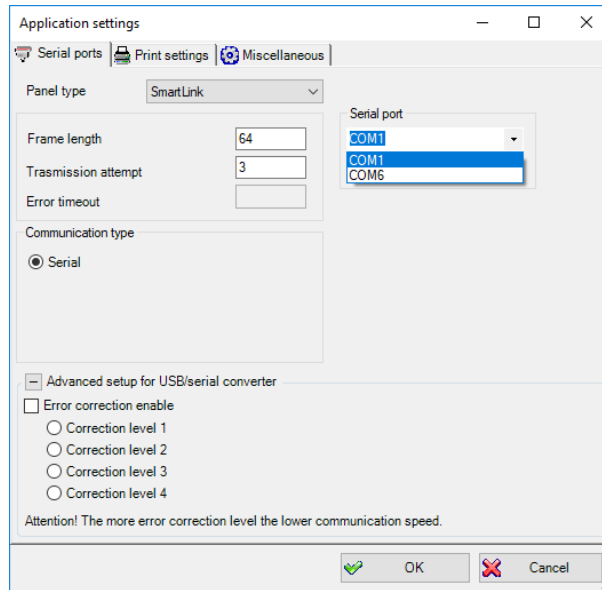 Application settings
Serial ports Print settings Miscellaneous
Panel type SmartLink
Serial port
COM1
COM1
COM6
Frame length 64
Trasmission attempt 3
Error timeout
Communication type
Serial
Advanced setup for USB/serial converter
Error correction enable
Correction level 1
Correction level 2
Correction level 3
Correction level 4
Attention! The more error correction level the lower communication speed.
OK Cancel